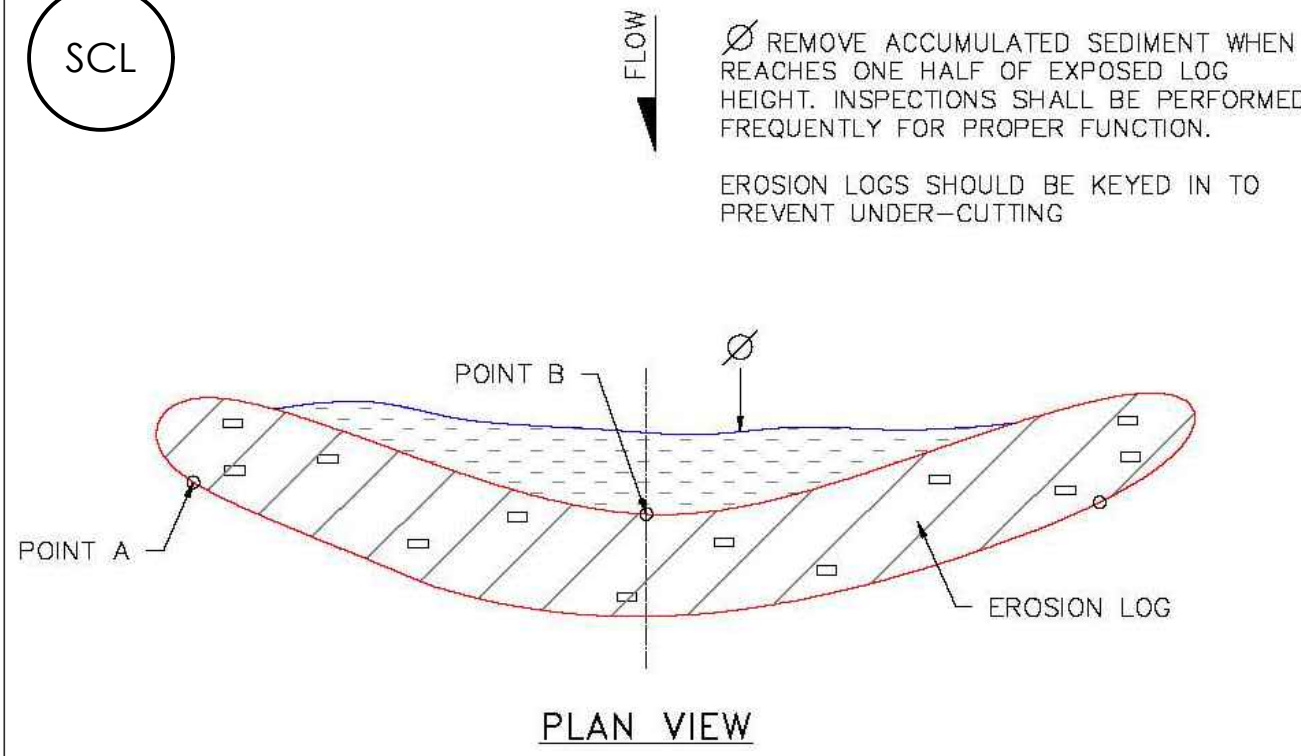 SCL
FLOW
Ø REMOVE ACCUMULATED SEDIMENT WHEN
REACHES ONE HALF OF EXPOSED LOG
HEIGHT. INSPECTIONS SHALL BE PERFORMED
FREQUENTLY FOR PROPER FUNCTION.
EROSION LOGS SHOULD BE KEYED IN TO
PREVENT UNDER-CUTTING
Ø
POINT B
POINT A
EROSION LOG
PLAN VIEW